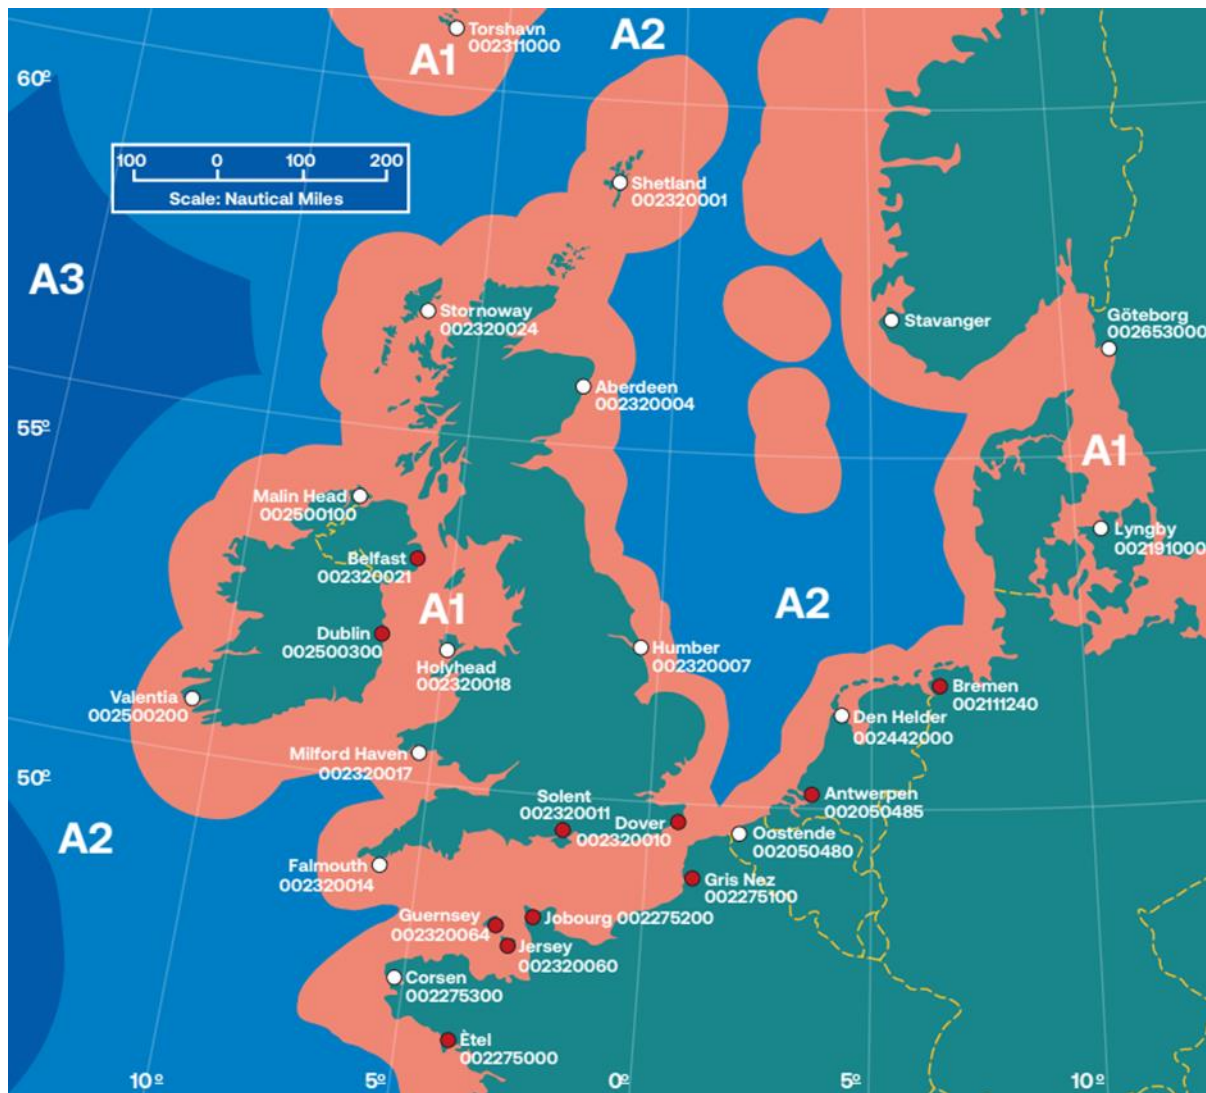 Torshavn
002311000
A2
A1
60º
100 0 100 200
Scale: Nautical Miles
Shetland
002320001
A3
Stornoway
002320024
Stavanger
Göteborg
002653000
Aberdeen
002320004
55º
A1
Malin Head
002500100
Lyngby
002191000
Belfast
002320021
A1
A2
Dublin
002500300
Holyhead
002320018
Humber
002320007
Valentia
002500200
Bremen
002111240
Den Helder
002442000
Milford Haven
002320017
50º
Solent
002320011
Dover
002320010
Antwerpen
002050485
Oostende
002050480
A2
Falmouth
002320014
Gris Nez
002275100
Guernsey
002320064
Jobourg 002275200
Jersey
002320060
Corsen
002275300
Ètel
002275000
10º 5º 0º 5º 10º